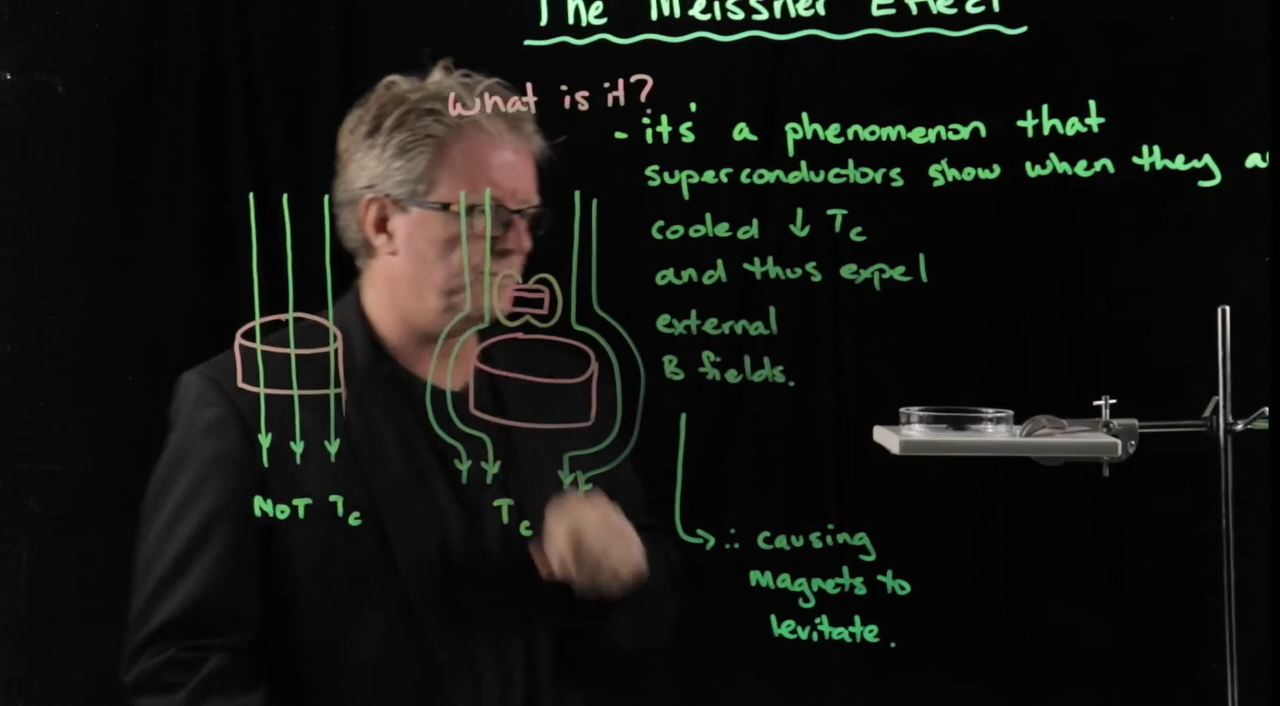 The Meissner Effect
What is it?
- it's a phenomenon that
superconductors show when they a
cooled ↓ Tc
and thus expel
external
B fields.
NOT Tc
Tc
∴ causing
magnets to
levitate.